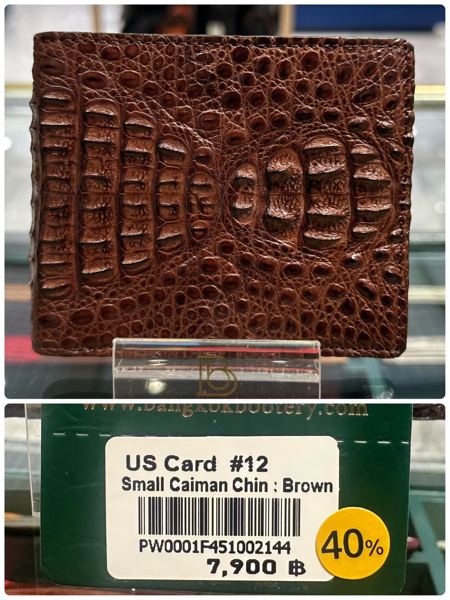 B
www.bangkokbootery.com
US Card #12
Small Caiman Chin : Brown
PW0001F451002144
7,900 ฿
40%